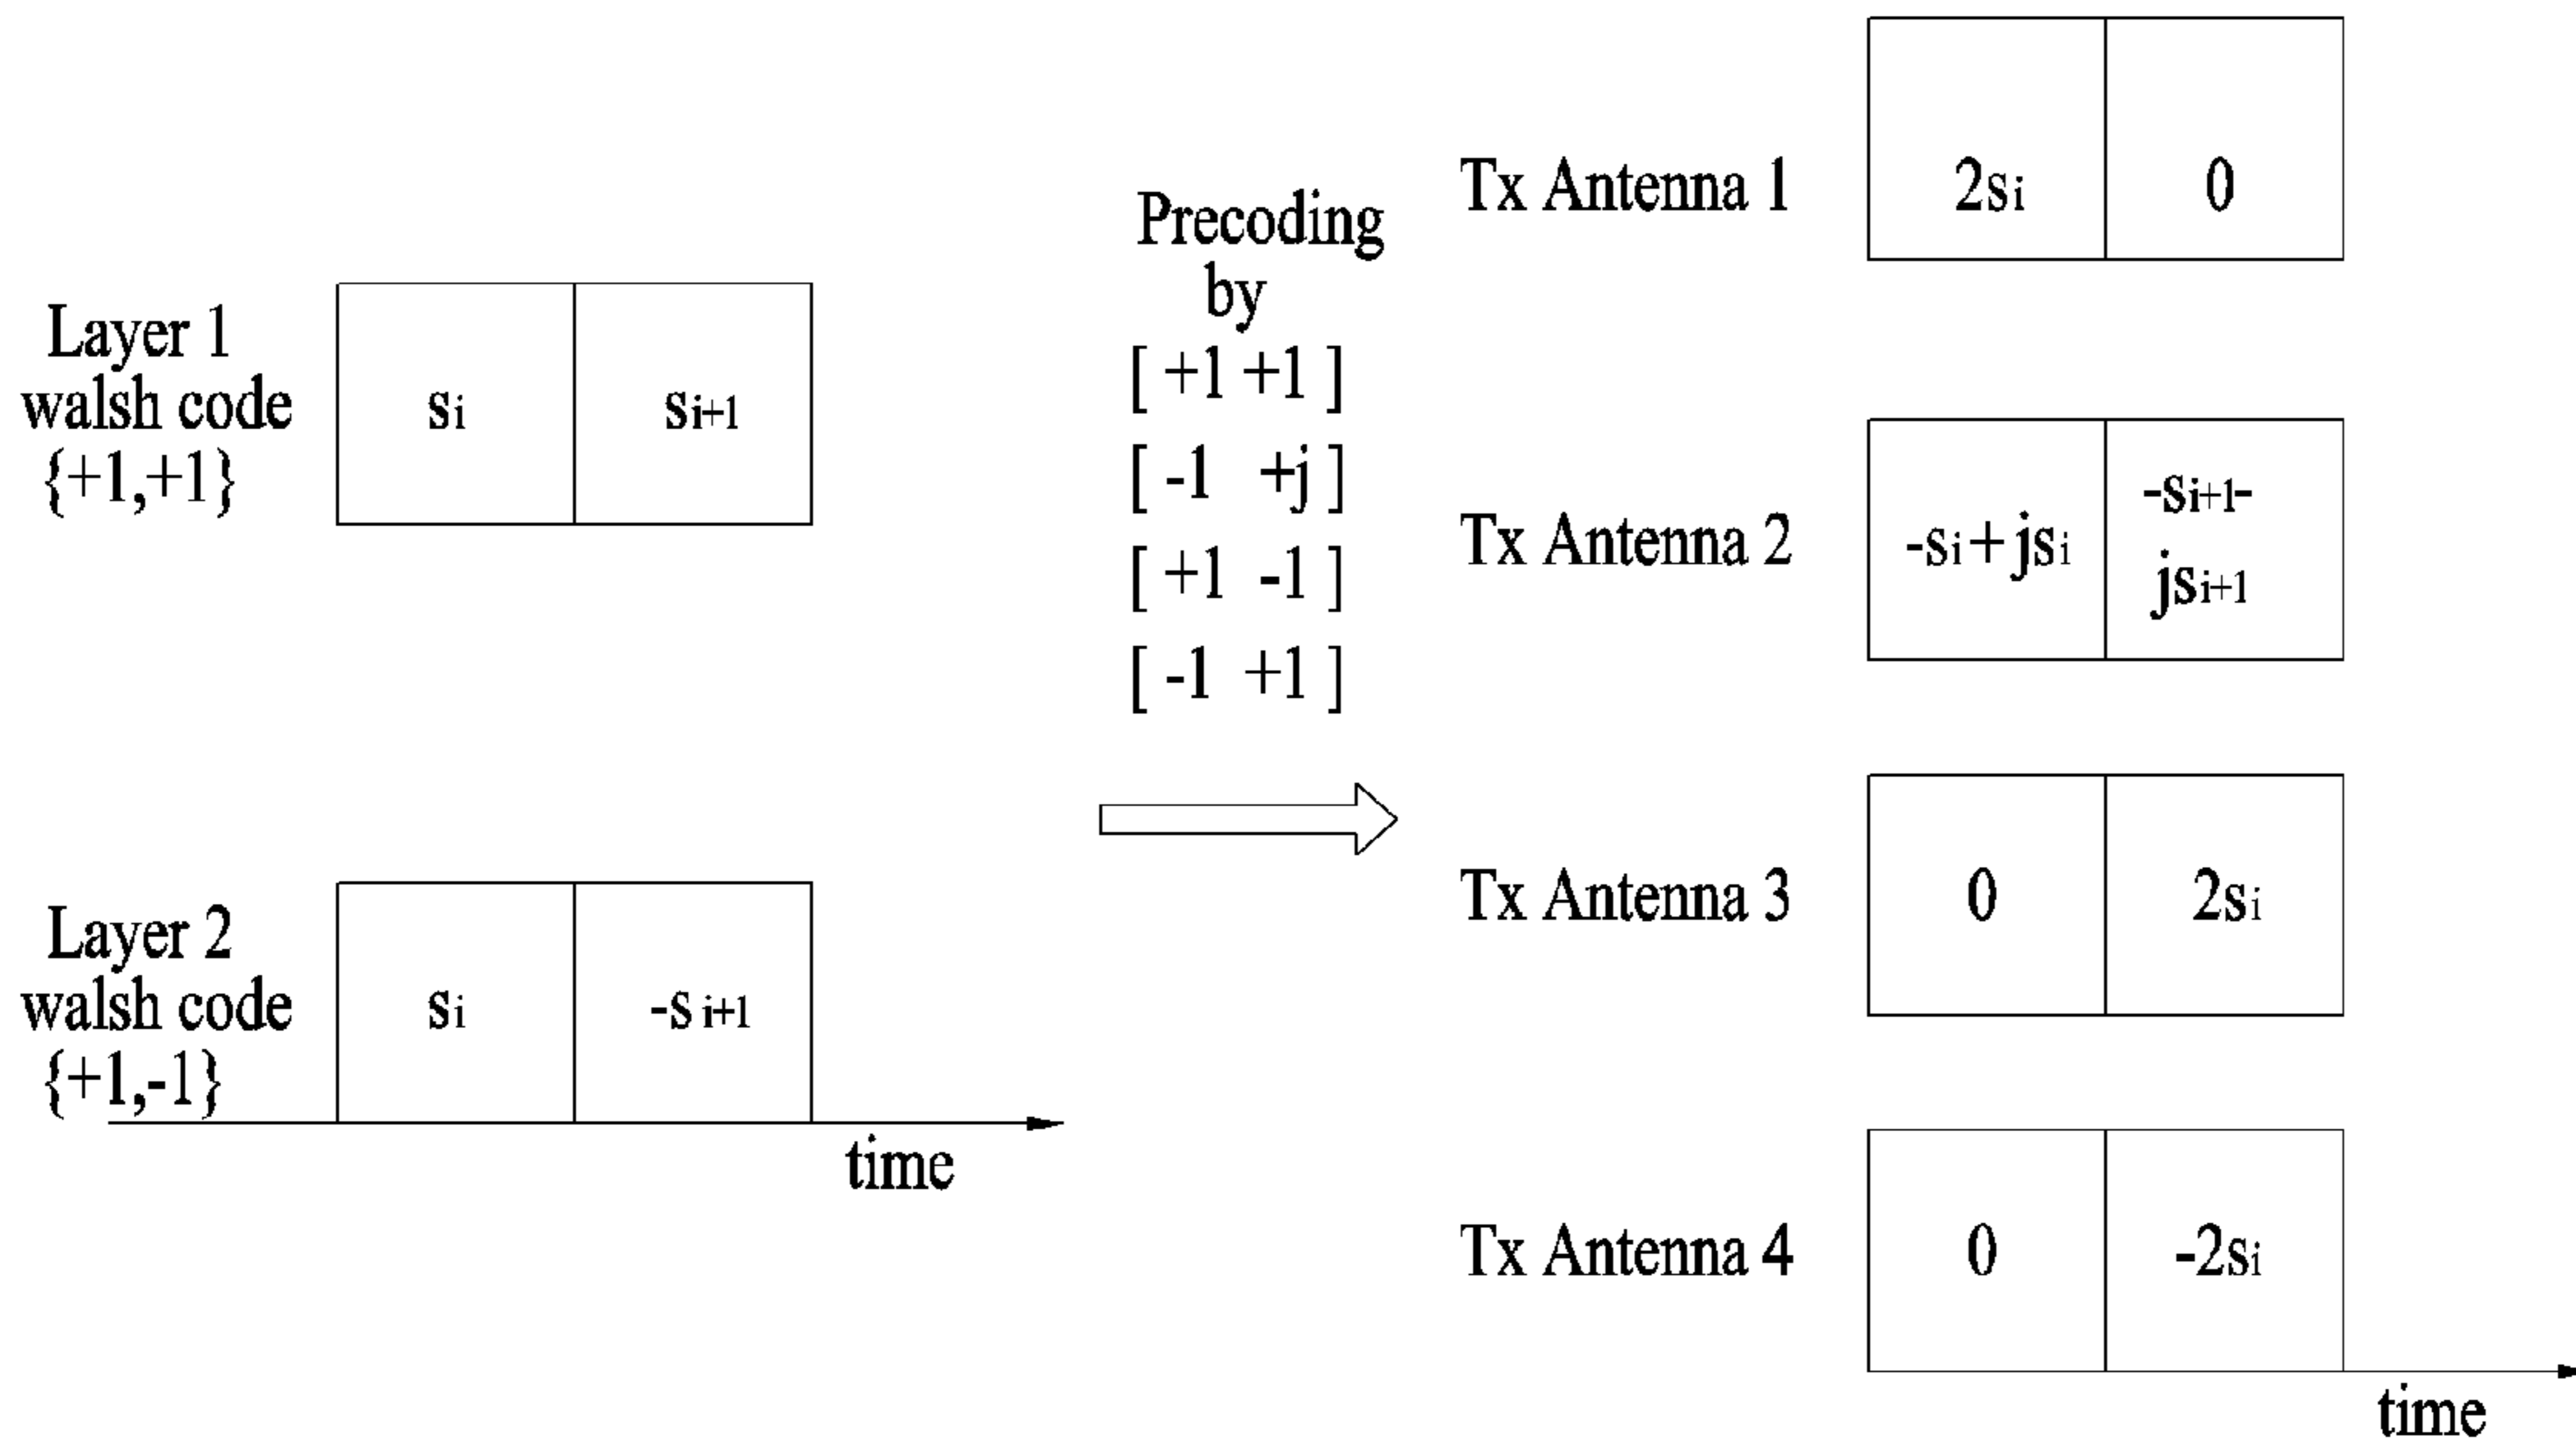 Layer 1
walsh code
{+1,+1}
si
si+1
Layer 2
walsh code
{+1,-1}
si
-s i+1
time
Precoding
by
[ +1 +1 ]
[ -1 +j ]
[ +1 -1 ]
[ -1 +1 ]
Tx Antenna 1
2si
0
Tx Antenna 2
-si+jsi
-si+1-
jsi+1
Tx Antenna 3
0
2si
Tx Antenna 4
0
-2si
time